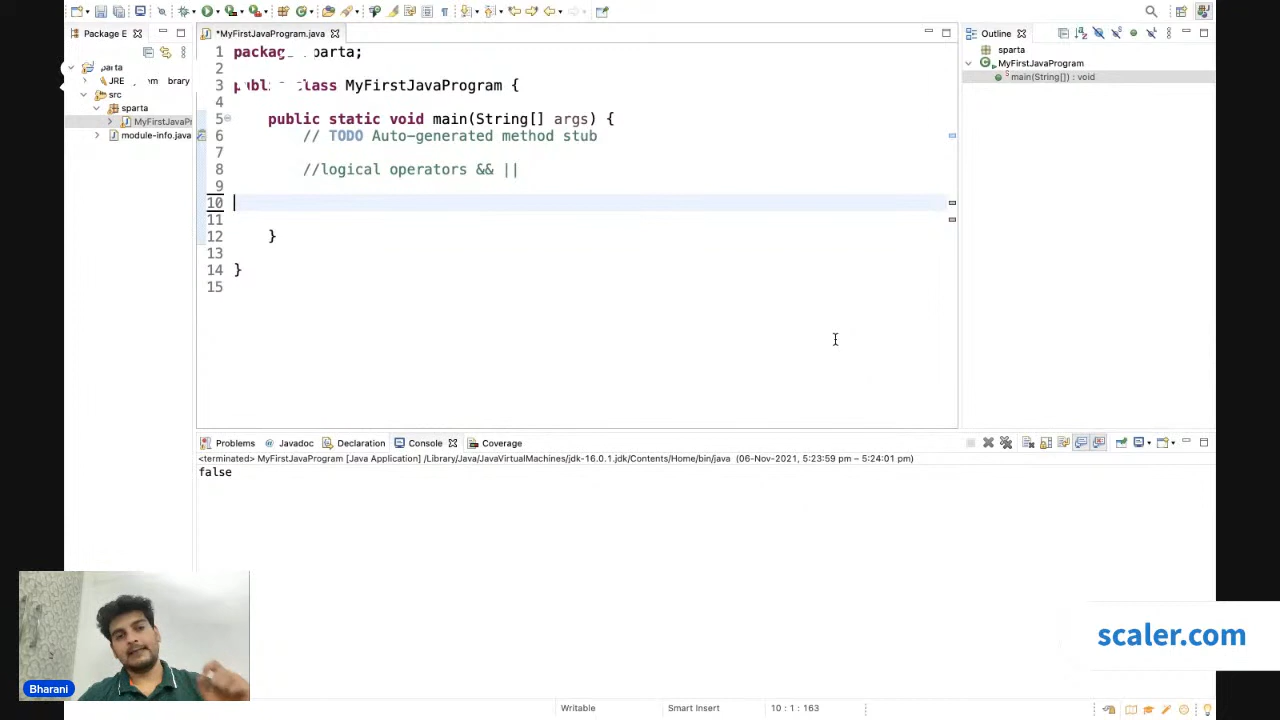 *MyFirstJavaProgram.java
Package E
Outline
1 packag sparta;
2
3 public class MyFirstJavaProgram {
4
5 public static void main(String[] args) {
6 // TODO Auto-generated method stub
7
8 //logical operators && ||
9
10
11
12 }
13
14 }
15
JRE
src
sparta
MyFirstJavaP
module-info.java
sparta
MyFirstJavaProgram
main(String[]) : void
Problems Javadoc Declaration Console Coverage
<terminated> MyFirstJavaProgram [Java Application] /Library/Java/JavaVirtualMachines/jdk-16.0.1.jdk/Contents/Home/bin/java (06-Nov-2021, 5:23:59 pm – 5:24:01 pm)
false
scaler.com
Bharani
Writable Smart Insert 10 : 1 : 163